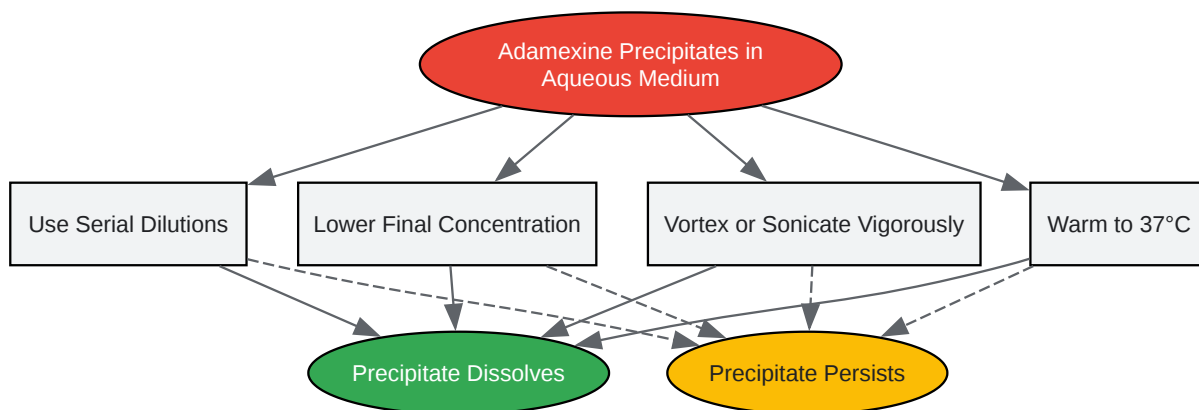 Adamexine Precipitates in
Aqueous Medium
Use Serial Dilutions
Lower Final Concentration
Vortex or Sonicate Vigorously
Warm to 37°C
Precipitate Dissolves
Precipitate Persists